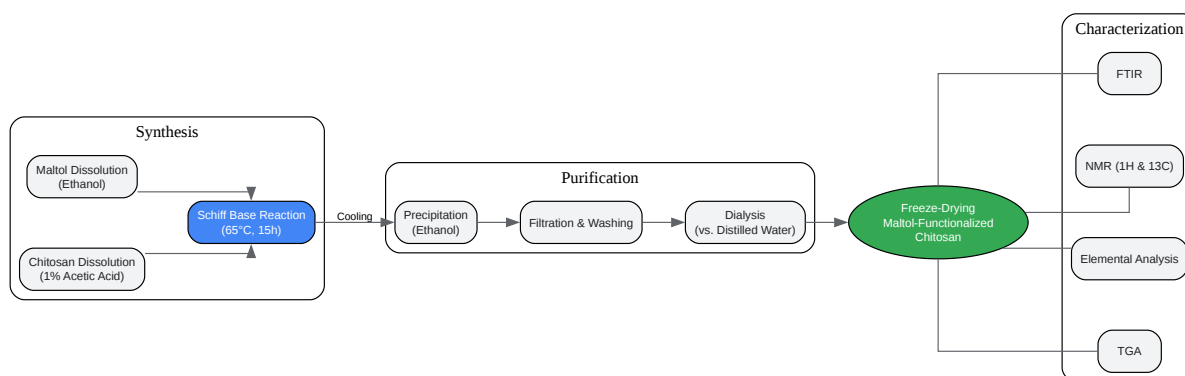 Synthesis
Maltol Dissolution
(Ethanol)
Chitosan Dissolution
(1% Acetic Acid)
Schiff Base Reaction
(65°C, 15h)
Cooling
Purification
Precipitation
(Ethanol)
Filtration & Washing
Dialysis
(vs. Distilled Water)
Freeze-Drying
Maltol-Functionalized
Chitosan
Characterization
FTIR
NMR (1H & 13C)
Elemental Analysis
TGA